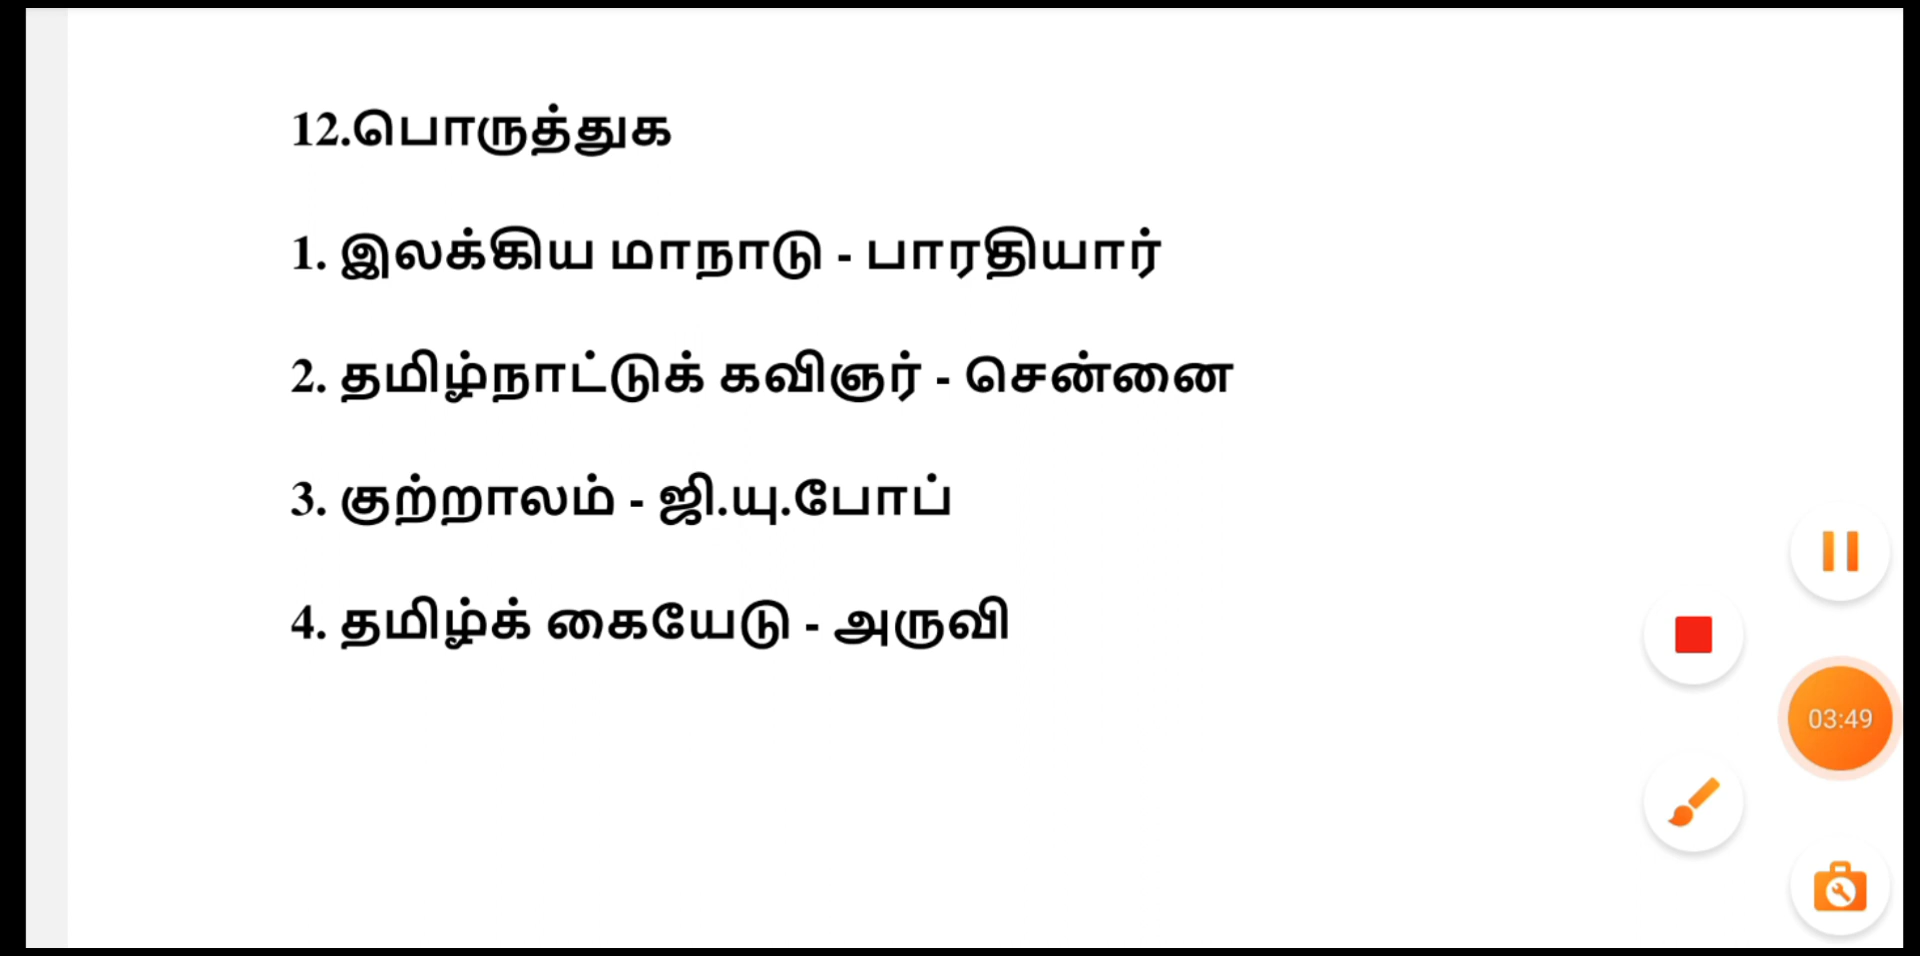 12.பொருத்துக
1. இலக்கிய மாநாடு - பாரதியார்
2. தமிழ்நாட்டுக் கவிஞர் - சென்னை
3. குற்றாலம் - ஜி.யு.போப்
4. தமிழ்க் கையேடு - அருவி
03:49